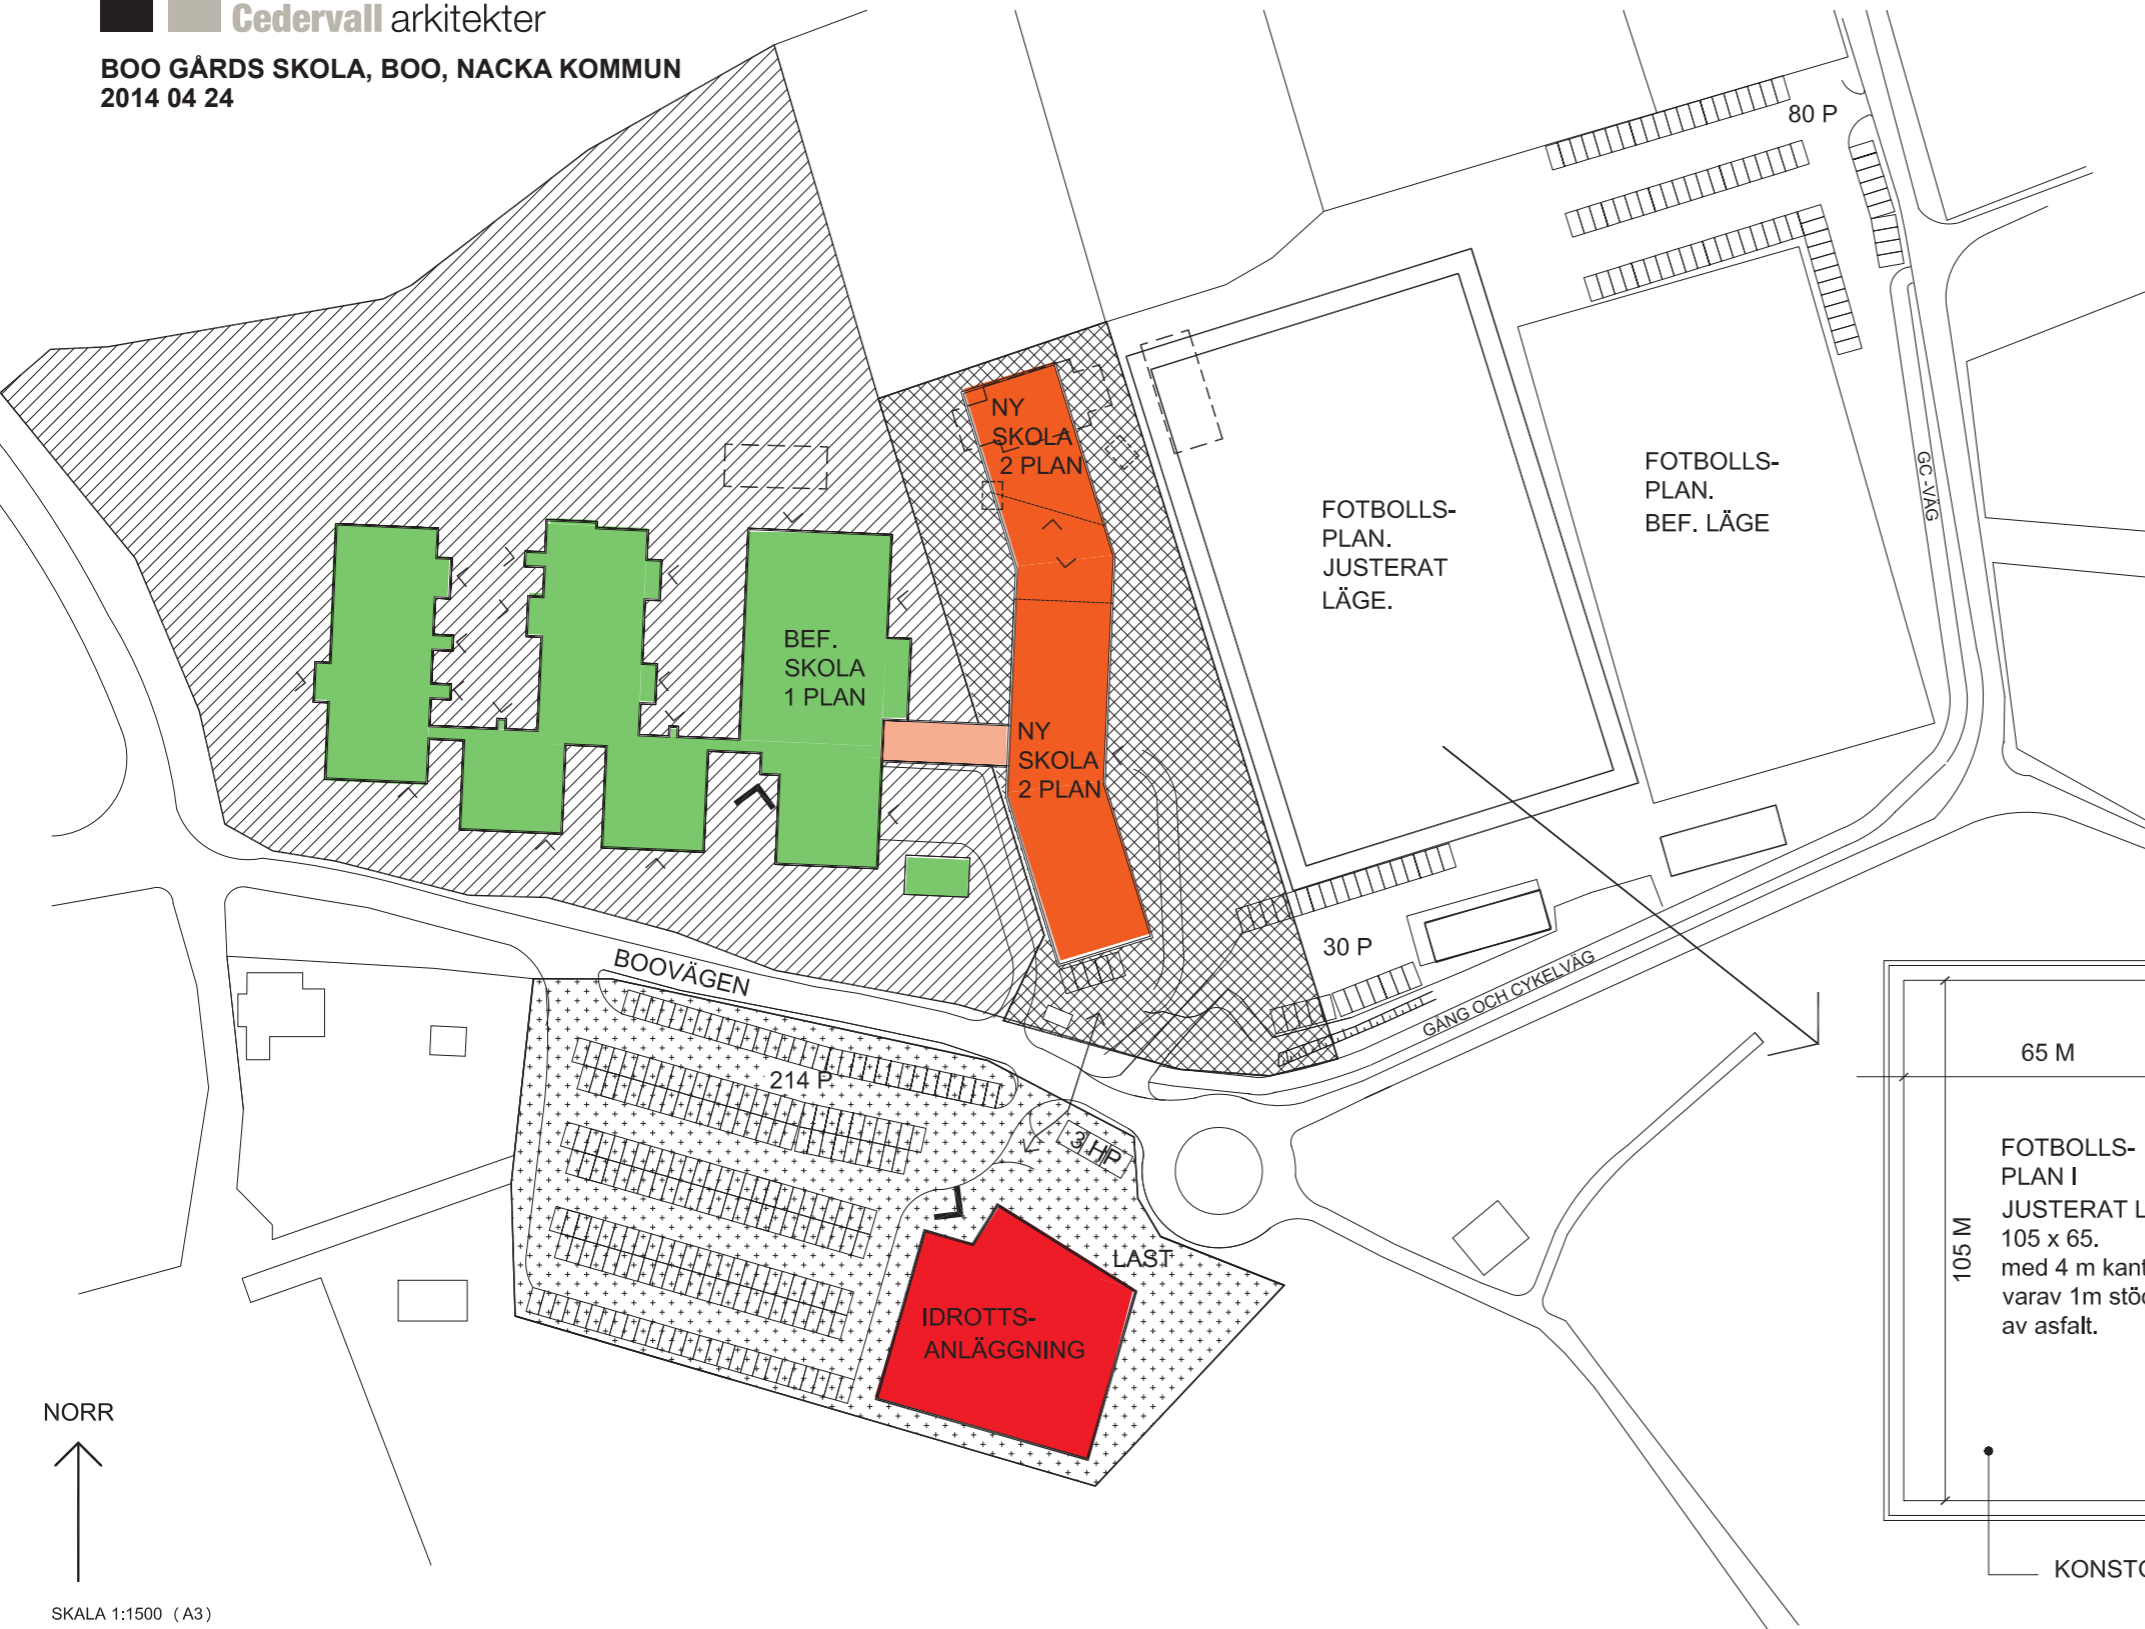 Cedervall arkitekter
BOO GÅRDS SKOLA, BOO, NACKA KOMMUN
2014 04 24
80 P
NY
SKOLA
2 PLAN
FOTBOLLS-
PLAN.
JUSTERAT
LÄGE.
FOTBOLLS-
PLAN.
BEF. LÄGE
GC -VÄG
BEF.
SKOLA
1 PLAN
NY
SKOLA
2 PLAN
30 P
GÅNG OCH CYKELVÄG
BOOVÄGEN
214 P
3 HP
LAST
IDROTTS-
ANLÄGGNING
65 M
105 M
FOTBOLLS-
PLAN I
JUSTERAT L
105 x 65.
med 4 m kant
varav 1m
av asfalt.
NORR
SKALA 1:1500 (A3)